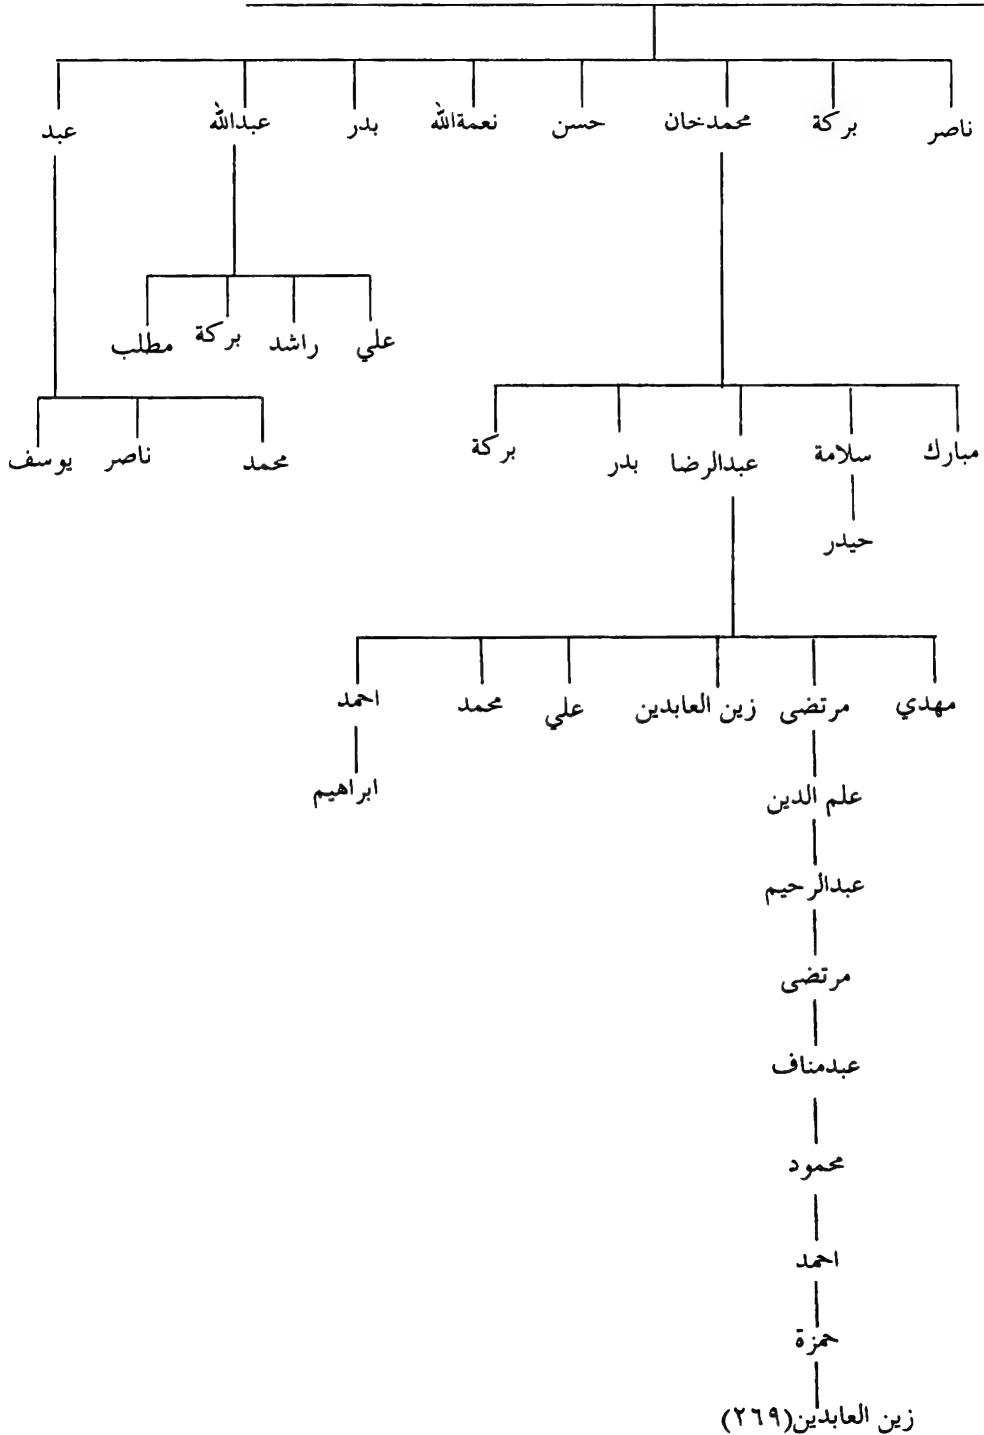 ناصر بركة محمدخان حسن نعمةالله بدر عبدالله عبد
علي راشد بركة مطلب
مبارك سلامة عبدالرضا بدر بركة محمد ناصر يوسف
حيدر
مهدي مرتضى زين العابدين علي محمد احمد
علم الدين ابراهيم
عبدالرحيم
مرتضى
عبدمناف
محمود
احمد
حمزة
زين العابدين(٢٦٩)